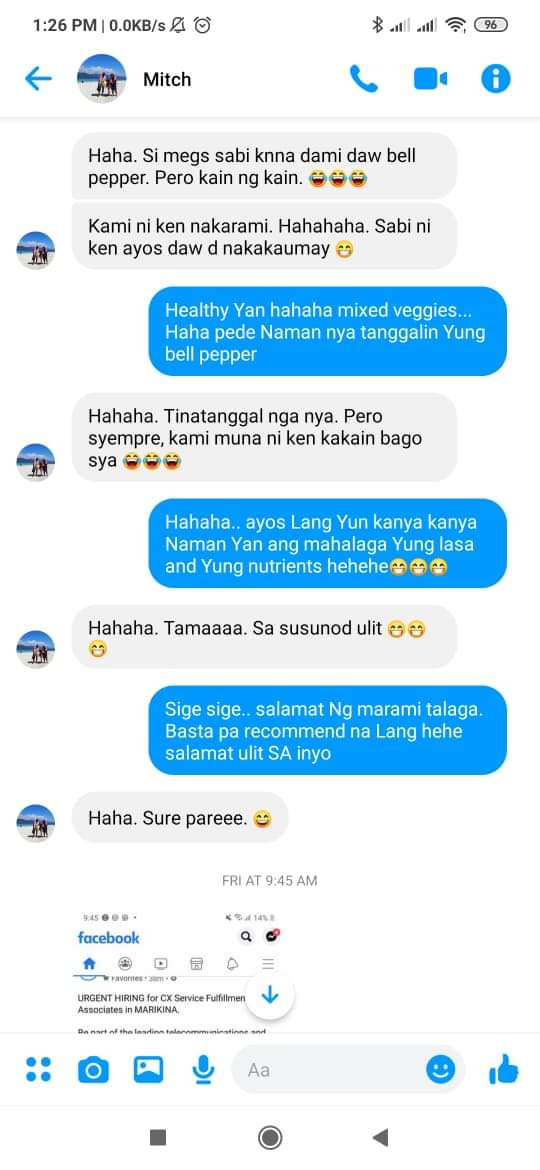 1:26 PM | 0.0KB/s
96
Mitch
Haha. Si megs sabi knna dami daw bell
pepper. Pero kain ng kain. 😂😂😂
Kami ni ken nakarami. Hahahaha. Sabi ni
ken ayos daw d nakakaumay 😁
Healthy Yan hahaha mixed veggies...
Haha pede Naman nya tanggalin Yung
bell pepper
Hahaha. Tinatanggal nga nya. Pero
syempre, kami muna ni ken kakain bago
sya 😂😂😂
Hahaha.. ayos Lang Yun kanya kanya
Naman Yan ang mahalaga Yung lasa
and Yung nutrients hehehe😁😁😁
Hahaha. Tamaaaa. Sa susunod ulit 😁😁
😁
Sige sige.. salamat Ng marami talaga.
Basta pa recommend na Lang hehe
salamat ulit SA inyo
Haha. Sure pareee. 😄
FRI AT 9:45 AM
9:45
14%
facebook
Favorites · 38m ·
URGENT HIRING for CX Service Fulfillmen
Associates in MARIKINA.
Be part of the leading telecommunications and
Aa